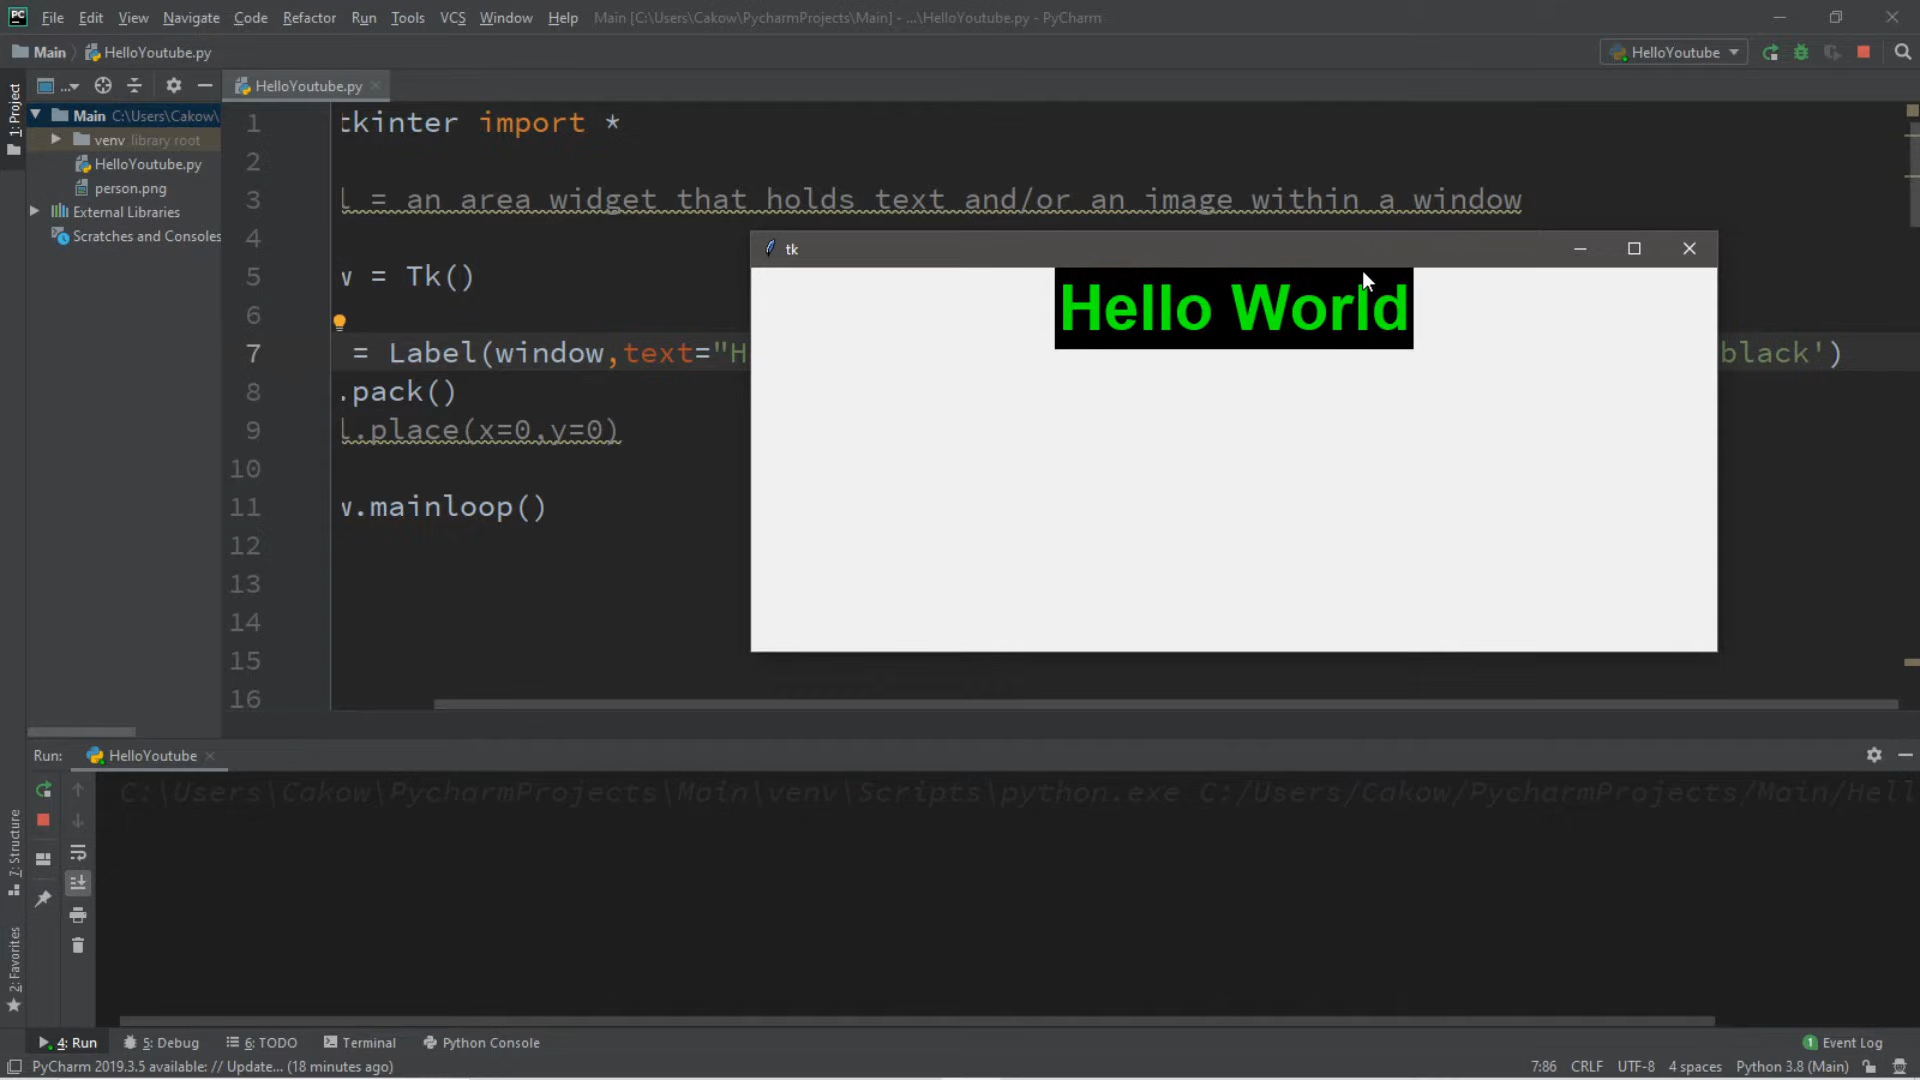 PC File Edit View Navigate Code Refactor Run Tools VCS Window Help Main [C:\Users\Cakow\PycharmProjects\Main] - ...\HelloYoutube.py - PyCharm
Main HelloYoutube.py HelloYoutube
... HelloYoutube.py
1: Project
Main C:\Users\Cakow\
venv library root
HelloYoutube.py
person.png
External Libraries
Scratches and Consoles
1 tkinter import *
2
3 l = an area widget that holds text and/or an image within a window
4
5 w = Tk()
6
7 = Label(window,text="H black')
8 .pack()
9 l.place(x=0,y=0)
10
11 w.mainloop()
12
13
14
15
16
tk
Hello World
Run: HelloYoutube
C:\Users\Cakow\PycharmProjects\Main\venv\Scripts\python.exe C:/Users/Cakow/PycharmProjects/Main/Hell
7: Structure
2: Favorites
4: Run 5: Debug 6: TODO Terminal Python Console 1 Event Log
PyCharm 2019.3.5 available: // Update... (18 minutes ago) 7:86 CRLF UTF-8 4 spaces Python 3.8 (Main)